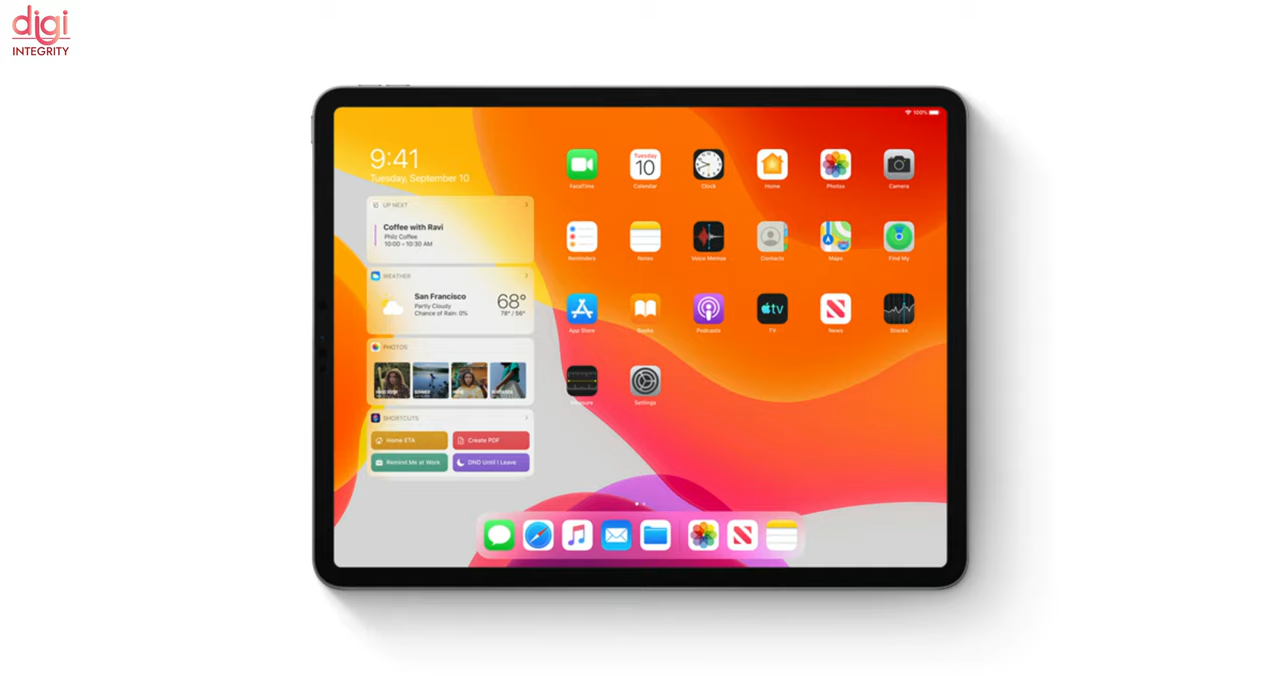 digi
INTEGRITY
100%
9:41
Tuesday, September 10
UP NEXT
Coffee with Ravi
Philz Coffee
10:00 – 10:30 AM
WEATHER
San Francisco
Partly Cloudy
Chance of Rain: 0%
68°
78° / 56°
PHOTOS
SHORTCUTS
Home ETA
Create PDF
Remind Me at Work
DND Until I Leave
FaceTime
Tuesday
10
Calendar
Clock
Home
Photos
Camera
Reminders
Notes
Voice Memos
Contacts
Maps
Find My
App Store
Books
Podcasts
tv
TV
News
Stocks
Measure
Settings